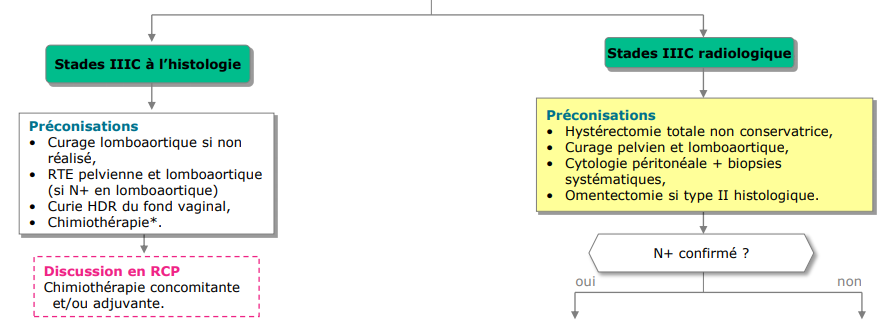 Stades IIIC à l’histologie
Préconisations
• Curage lomboaortique si non
réalisé,
• RTE pelvienne et lomboaortique
(si N+ en lomboaortique)
• Curie HDR du fond vaginal,
• Chimiothérapie*.
Discussion en RCP
Chimiothérapie concomitante
et/ou adjuvante.
Stades IIIC radiologique
Préconisations
• Hystérectomie totale non conservatrice,
• Curage pelvien et lomboaortique,
• Cytologie péritonéale + biopsies
systématiques,
• Omentectomie si type II histologique.
N+ confirmé ?
oui
non